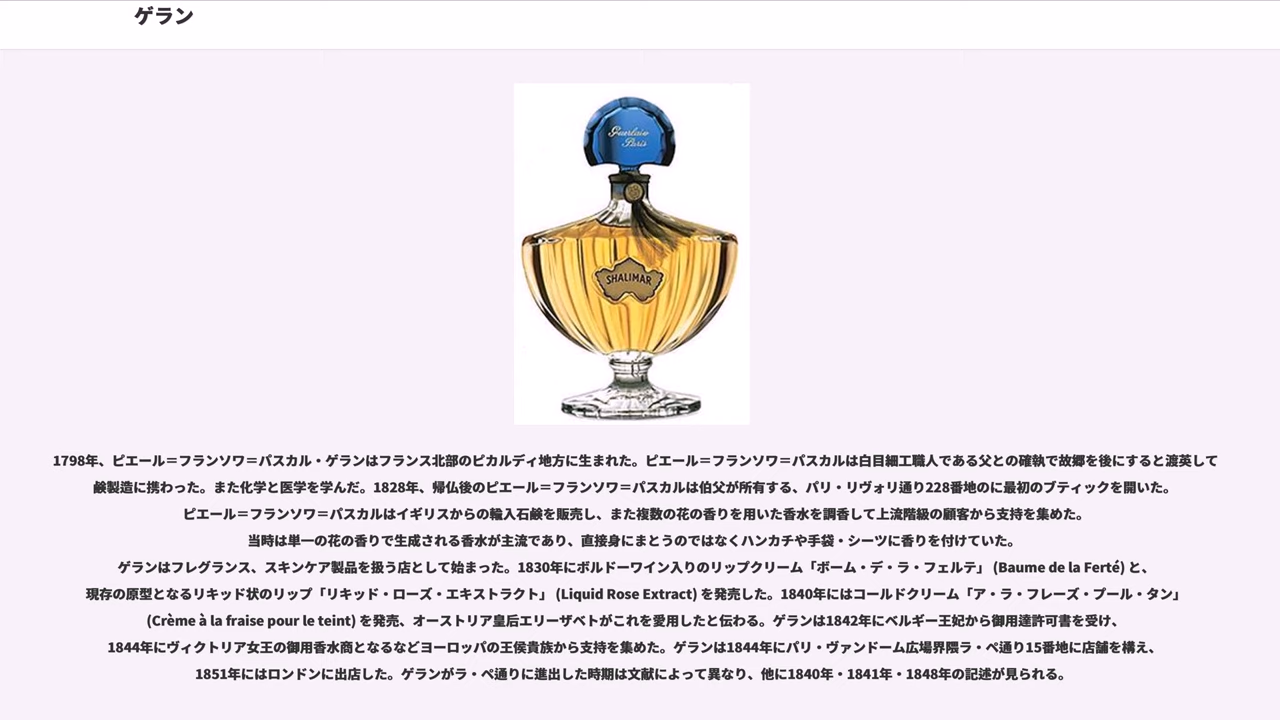 ゲラン
Guerlain
Paris
SHALIMAR
1798年、ピエール＝フランソワ＝パスカル・ゲランはフランス北部のピカルディ地方に生まれた。ピエール＝フランソワ＝パスカルは白目細工職人である父との確執で故郷を後にすると渡英して
鹸製造に携わった。また化学と医学を学んだ。1828年、帰仏後のピエール＝フランソワ＝パスカルは伯父が所有する、パリ・リヴォリ通り228番地のに最初のブティックを開いた。
ピエール＝フランソワ＝パスカルはイギリスからの輸入石鹸を販売し、また複数の花の香りを用いた香水を調香して上流階級の顧客から支持を集めた。
当時は単一の花の香りで生成される香水が主流であり、直接身にまとうのではなくハンカチや手袋・シーツに香りを付けていた。
ゲランはフレグランス、スキンケア製品を扱う店として始まった。1830年にボルドーワイン入りのリップクリーム「ボーム・デ・ラ・フェルテ」 (Baume de la Ferté) と、
現存の原型となるリキッド状のリップ「リキッド・ローズ・エキストラクト」 (Liquid Rose Extract) を発売した。1840年にはコールドクリーム「ア・ラ・フレーズ・プール・タン」
(Crème à la fraise pour le teint) を発売、オーストリア皇后エリーザベトがこれを愛用したと伝わる。ゲランは1842年にベルギー王妃から御用達許可書を受け、
1844年にヴィクトリア女王の御用香水商となるなどヨーロッパの王侯貴族から支持を集めた。ゲランは1844年にパリ・ヴァンドーム広場界隈ラ・ペ通り15番地に店舗を構え、
1851年にはロンドンに出店した。ゲランがラ・ペ通りに進出した時期は文献によって異なり、他に1840年・1841年・1848年の記述が見られる。